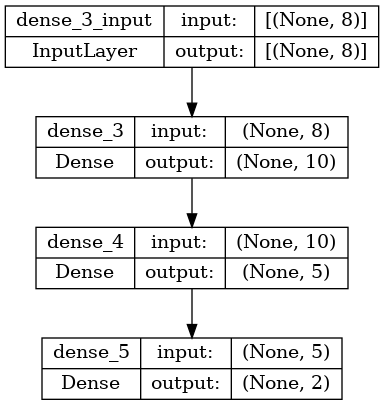 dense_3_input input: [(None, 8)]
InputLayer output: [(None, 8)]
dense_3 input: (None, 8)
Dense output: (None, 10)
dense_4 input: (None, 10)
Dense output: (None, 5)
dense_5 input: (None, 5)
Dense output: (None, 2)